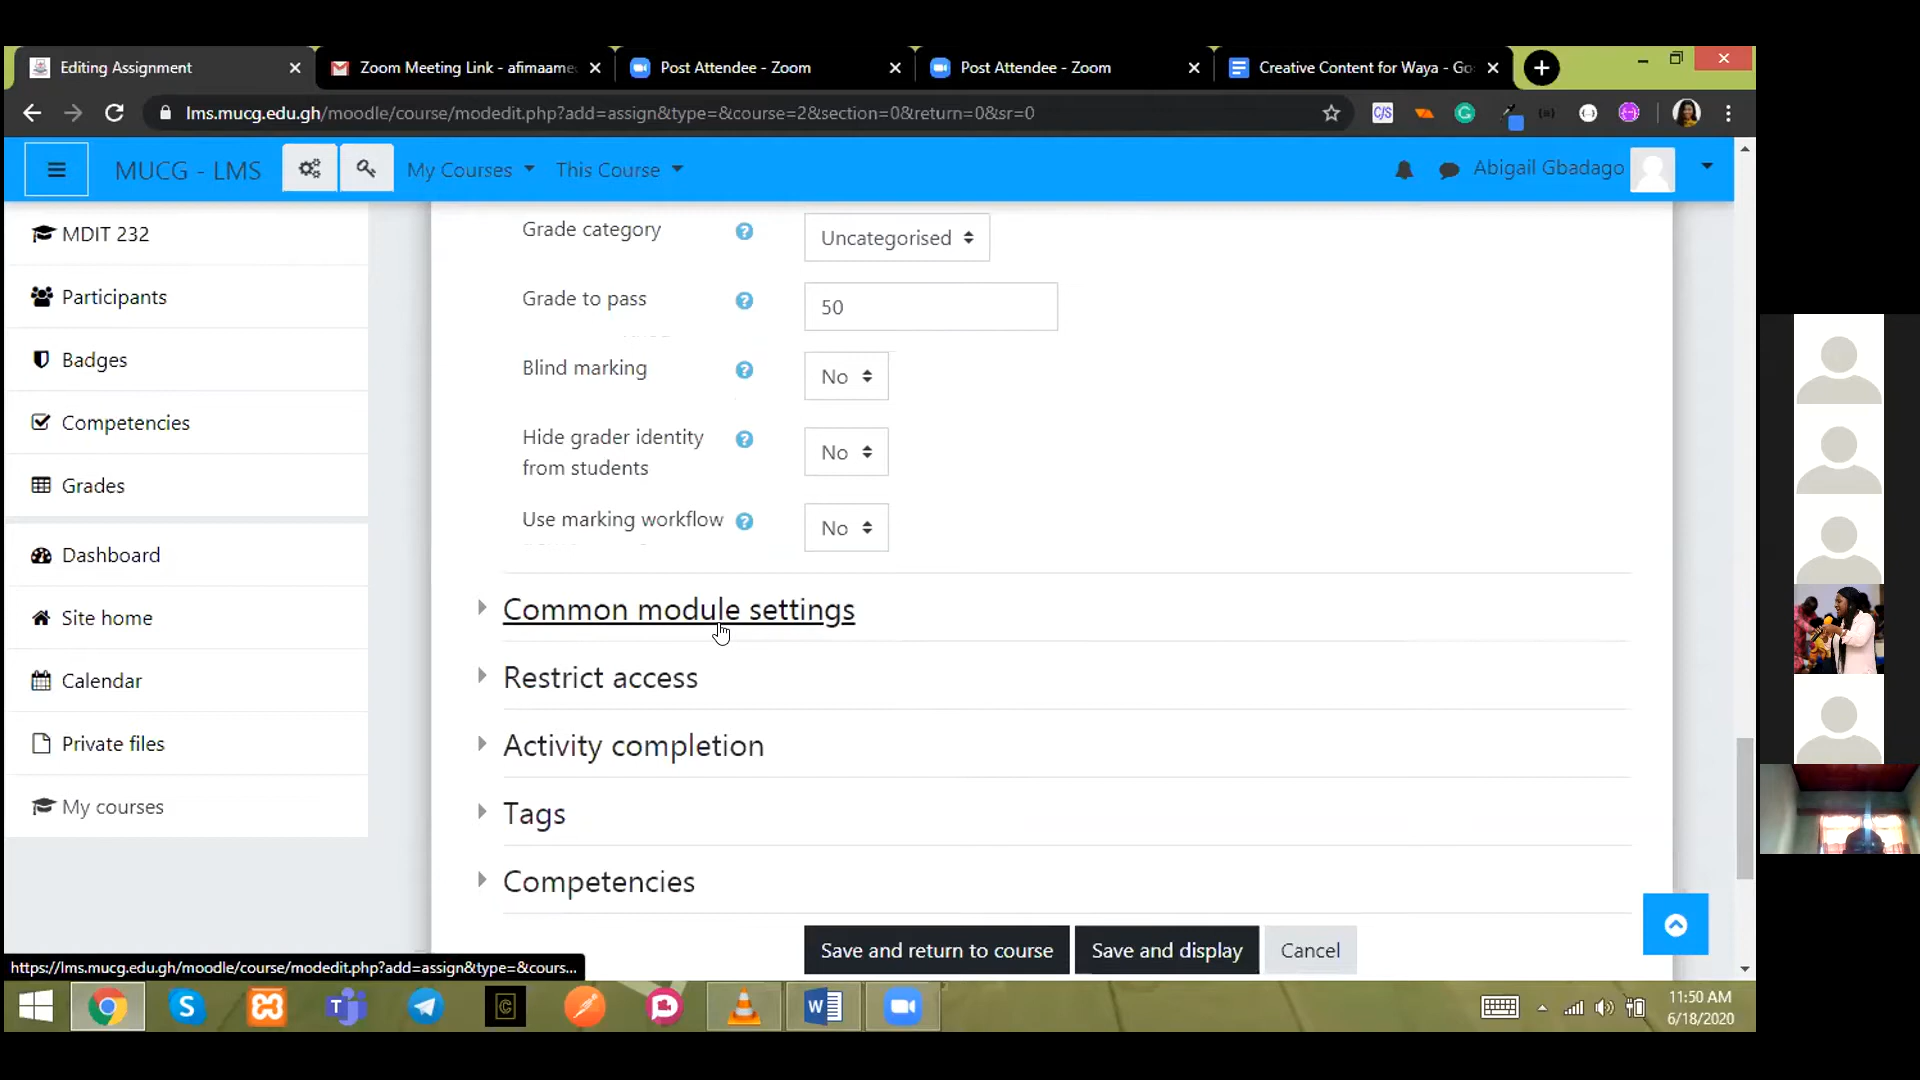 Editing Assignment
Zoom Meeting Link - afimaame
Post Attendee - Zoom
Post Attendee - Zoom
Creative Content for Waya - Go
lms.mucg.edu.gh/moodle/course/modedit.php?add=assign&type=&course=2&section=0&return=0&sr=0
MUCG - LMS
My Courses
This Course
Abigail Gbadago
MDIT 232
Participants
Badges
Competencies
Grades
Dashboard
Site home
Calendar
Private files
My courses
Grade category
Uncategorised
Grade to pass
50
Blind marking
No
Hide grader identity
from students
No
Use marking workflow
No
Common module settings
Restrict access
Activity completion
Tags
Competencies
Save and return to course
Save and display
Cancel
https://lms.mucg.edu.gh/moodle/course/modedit.php?add=assign&type=&cours...
11:50 AM
6/18/2020